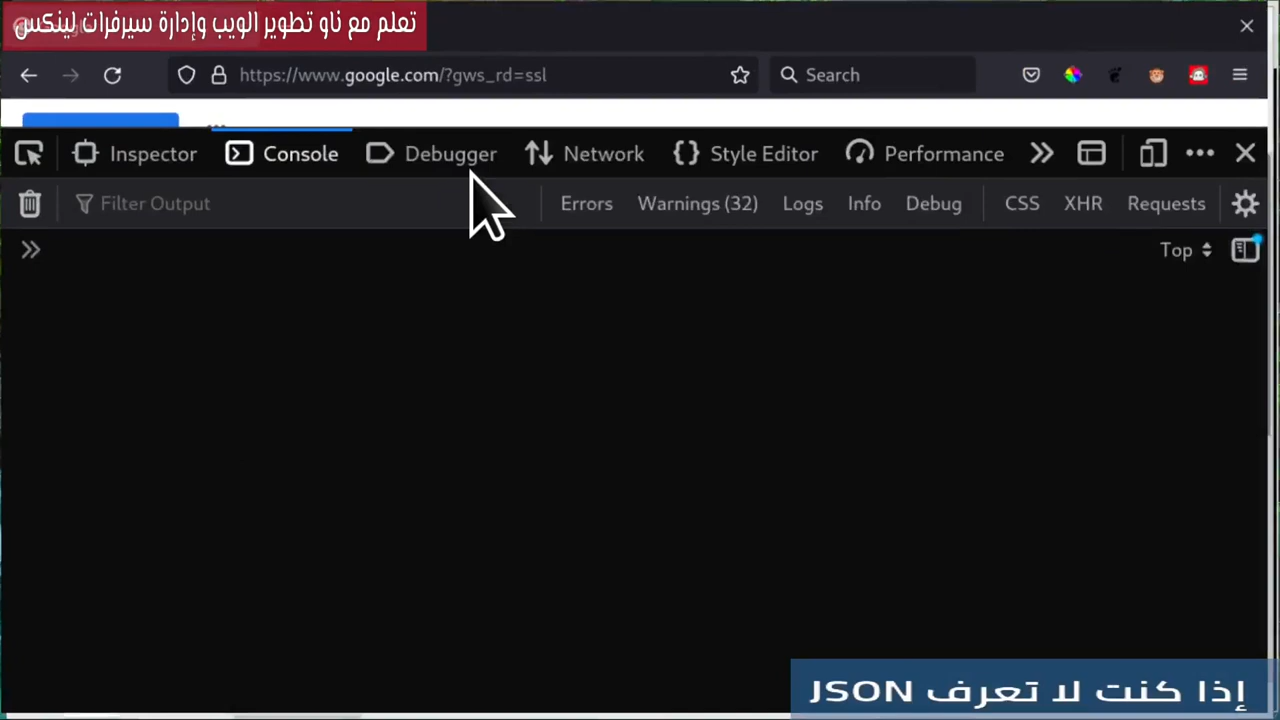 تعلم مع ناو تطوير الويب وإدارة سيرفرات لينكس
https://www.google.com/?gws_rd=ssl
Search
Inspector
Console
Debugger
Network
Style Editor
Performance
Filter Output
Errors
Warnings (32)
Logs
Info
Debug
CSS
XHR
Requests
Top
إذا كنت لا تعرف JSON